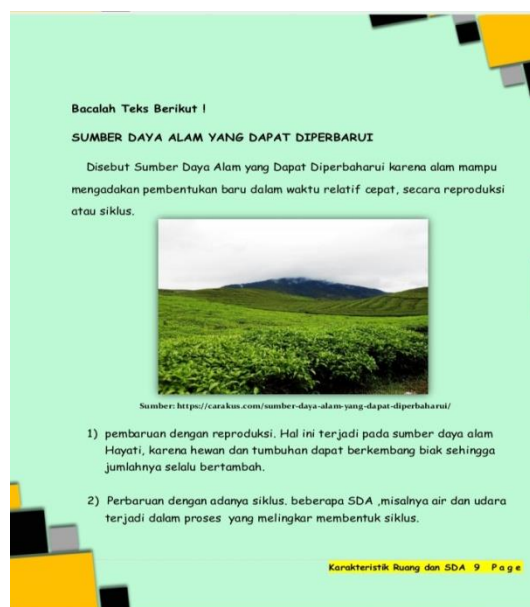 Bacalah Teks Berikut !
SUMBER DAYA ALAM YANG DAPAT DIPERBARUI
Disebut Sumber Daya Alam yang Dapat Diperbaharui karena alam mampu
mengadakan pembentukan baru dalam waktu relatif cepat, secara reproduksi
atau siklus.
Sumber: https://carakus.com/sumber-daya-alam-yang-dapat-diperbaharui/
1) pembaruan dengan reproduksi. Hal ini terjadi pada sumber daya alam
Hayati, karena hewan dan tumbuhan dapat berkembang biak sehingga
jumlahnya selalu bertambah.
2) Perbaruan dengan adanya siklus. beberapa SDA ,misalnya air dan udara
terjadi dalam proses yang melingkar membentuk siklus.
Karakteristik Ruang dan SDA 9 Page